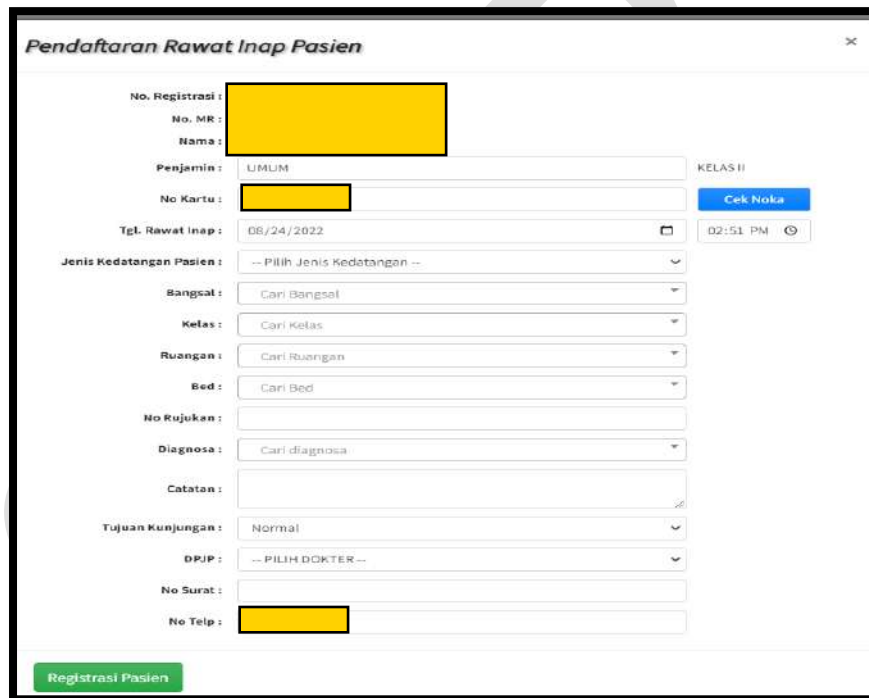 Pendaftaran Rawat Inap Pasien ×
No. Registrasi :
No. MR :
Nama :
Penjamin : UMUM KELAS II
No Kartu : Cek Noka
Tgl. Rawat Inap : 08/24/2022 02:51 PM
Jenis Kedatangan Pasien : -- Pilih Jenis Kedatangan --
Bangsal : Cari Bangsal
Kelas : Cari Kelas
Ruangan : Cari Ruangan
Bed : Cari Bed
No Rujukan :
Diagnosa : Cari diagnosa
Catatan :
Tujuan Kunjungan : Normal
DPJP : -- PILIH DOKTER --
No Surat :
No Telp :
Registrasi Pasien